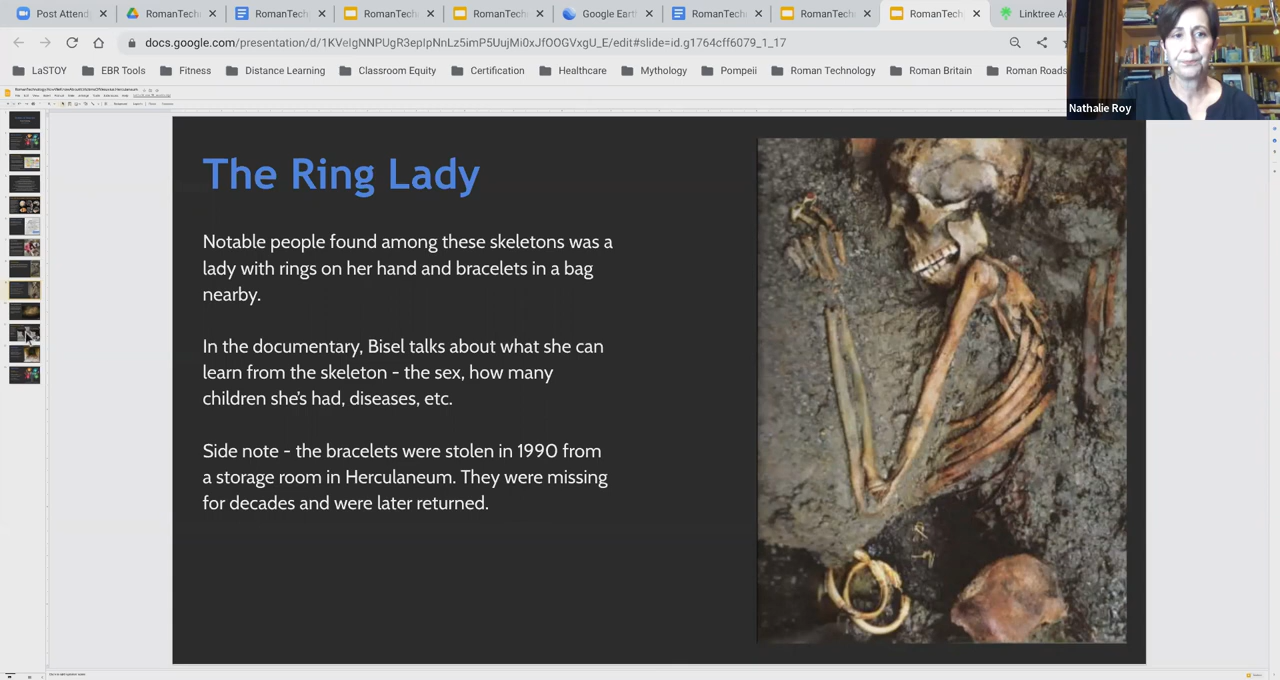 Post Attend
RomanTech
RomanTech
RomanTech
RomanTech
Google Eart
RomanTech
RomanTech
RomanTech
Linktree Ad
docs.google.com/presentation/d/1KVelgNNPUgR3epIpNnLz5imP5UujMi0xJfOOGVxgU_E/edit#slide=id.g1764cff6079_1_17
LaSTOY
EBR Tools
Fitness
Distance Learning
Classroom Equity
Certification
Healthcare
Mythology
Pompeii
Roman Technology
Roman Britain
Roman Roads
Nathalie Roy
The Ring Lady
Notable people found among these skeletons was a
lady with rings on her hand and bracelets in a bag
nearby.
In the documentary, Bisel talks about what she can
learn from the skeleton - the sex, how many
children she's had, diseases, etc.
Side note - the bracelets were stolen in 1990 from
a storage room in Herculaneum. They were missing
for decades and were later returned.